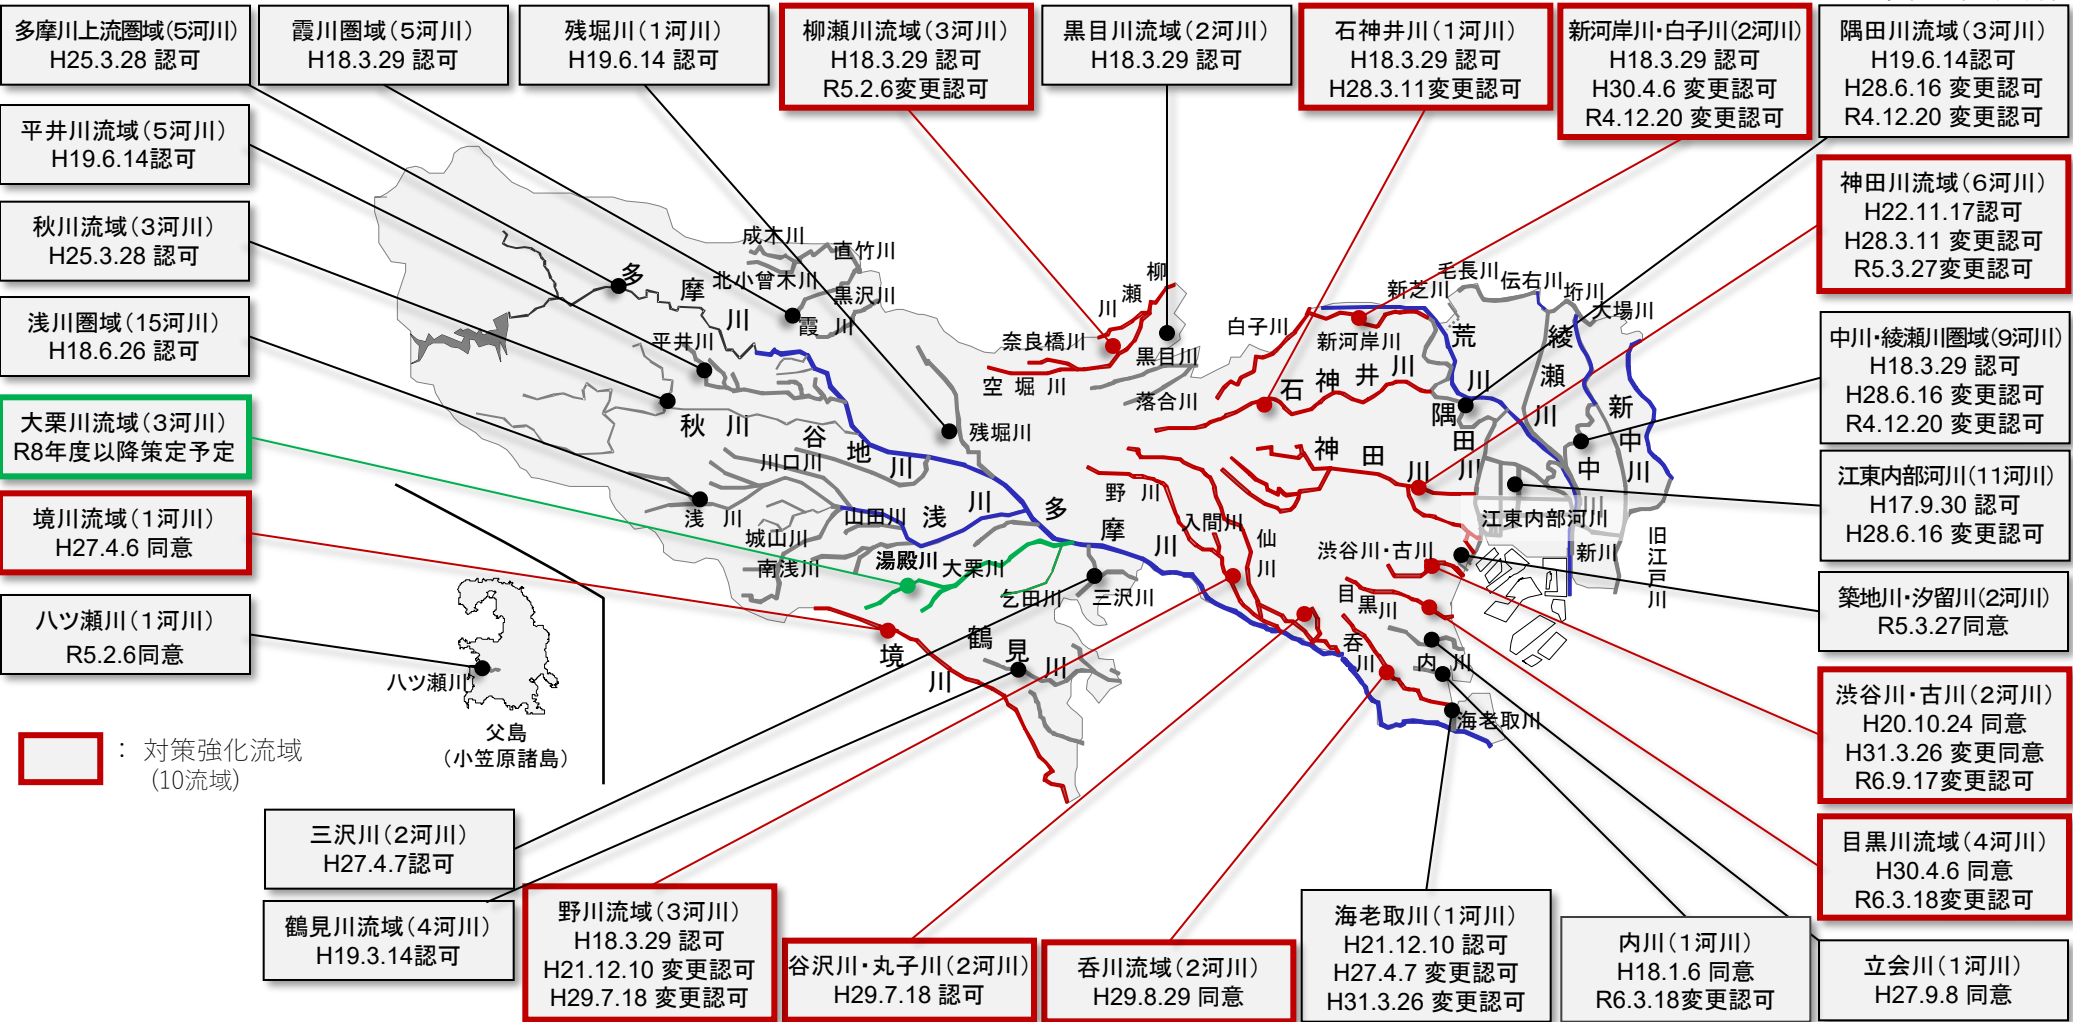 多摩川上流圏域(5河川)
H25.3.28 認可
霞川圏域(5河川)
H18.3.29 認可
残堀川(1河川)
H19.6.14 認可
柳瀬川流域(3河川)
H18.3.29 認可
R5.2.6変更認可
黒目川流域(2河川)
H18.3.29 認可
石神井川(1河川)
H18.3.29 認可
H28.3.11変更認可
新河岸川・白子川(2河川)
H18.3.29 認可
H30.4.6 変更認可
R4.12.20 変更認可
隅田川流域(3河川)
H19.6.14認可
H28.6.16 変更認可
R4.12.20 変更認可
平井川流域(5河川)
H19.6.14認可
秋川流域(3河川)
H25.3.28 認可
浅川圏域(15河川)
H18.6.26 認可
大栗川流域(3河川)
R8年度以降策定予定
境川流域(1河川)
H27.4.6 同意
八ツ瀬川(1河川)
R5.2.6同意
神田川流域(6河川)
H22.11.17認可
H28.3.11 変更認可
R5.3.27変更認可
中川・綾瀬川圏域(9河川)
H18.3.29 認可
H28.6.16 変更認可
R4.12.20 変更認可
江東内部河川(11河川)
H17.9.30 認可
H28.6.16 変更認可
築地川・汐留川(2河川)
R5.3.27同意
渋谷川・古川(2河川)
H20.10.24 同意
H31.3.26 変更同意
R6.9.17変更認可
目黒川流域(4河川)
H30.4.6 同意
R6.3.18変更認可
成木川
直竹川
北小曾木川
黒沢川
霞川
多摩川
平井川
秋川
谷地川
川口川
残堀川
浅川
山田川
浅川
城山川
南浅川
湯殿川
大栗川
乞田川
三沢川
多摩川
鶴見川
境川
柳瀬川
奈良橋川
空堀川
黒目川
落合川
白子川
新河岸川
新芝川
毛長川
伝右川
垳川
大場川
石神井川
荒川
綾瀬川
隅田川
新中川
中川
神田川
野川
入間川
仙川
江東内部河川
新川
旧江戸川
渋谷川・古川
目黒川
呑川
内川
海老取川
八ツ瀬川
父島
(小笠原諸島)
: 対策強化流域
(10流域)
三沢川(2河川)
H27.4.7認可
鶴見川流域(4河川)
H19.3.14認可
野川流域(3河川)
H18.3.29 認可
H21.12.10 変更認可
H29.7.18 変更認可
谷沢川・丸子川(2河川)
H29.7.18 認可
呑川流域(2河川)
H29.8.29 同意
海老取川(1河川)
H21.12.10 認可
H27.4.7 変更認可
H31.3.26 変更認可
内川(1河川)
H18.1.6 同意
R6.3.18変更認可
立会川(1河川)
H27.9.8 同意